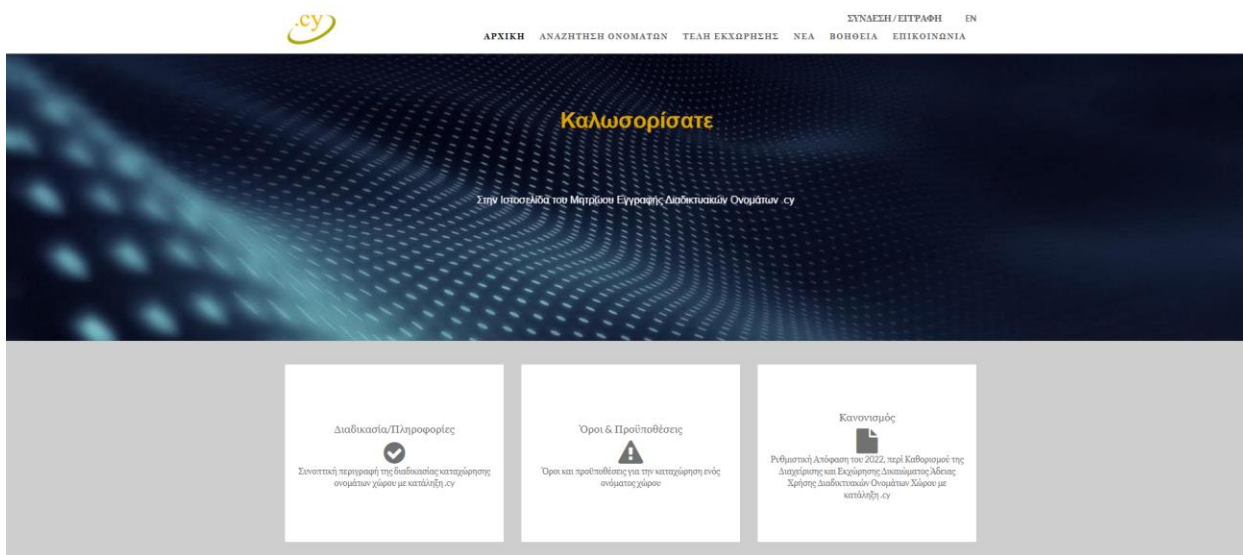 .cy
ΣΥΝΔΕΣΗ/ΕΓΓΡΑΦΗ EN
ΑΡΧΙΚΗ ΑΝΑΖΗΤΗΣΗ ΟΝΟΜΑΤΩΝ ΤΕΛΗ ΕΚΧΩΡΗΣΗΣ ΝΕΑ ΒΟΗΘΕΙΑ ΕΠΙΚΟΙΝΩΝΙΑ
Καλωσορίσατε
Στην Ιστοσελίδα του Μητρώου Εγγραφής Διαδικτυακών Ονομάτων .cy
Διαδικασία/Πληροφορίες
Συνοπτική περιγραφή της διαδικασίας καταχώρησης
ονομάτων χώρου με κατάληξη .cy
Όροι & Προϋποθέσεις
Όροι και προϋποθέσεις για την καταχώρηση ενός
ονόματος χώρου
Κανονισμός
Ρυθμιστική Απόφαση του 2022, περί Καθορισμού της
Διαχείρισης και Εκχώρησης Δικαιώματος Άδειας
Χρήσης Διαδικτυακών Ονομάτων Χώρου με
κατάληξη .cy